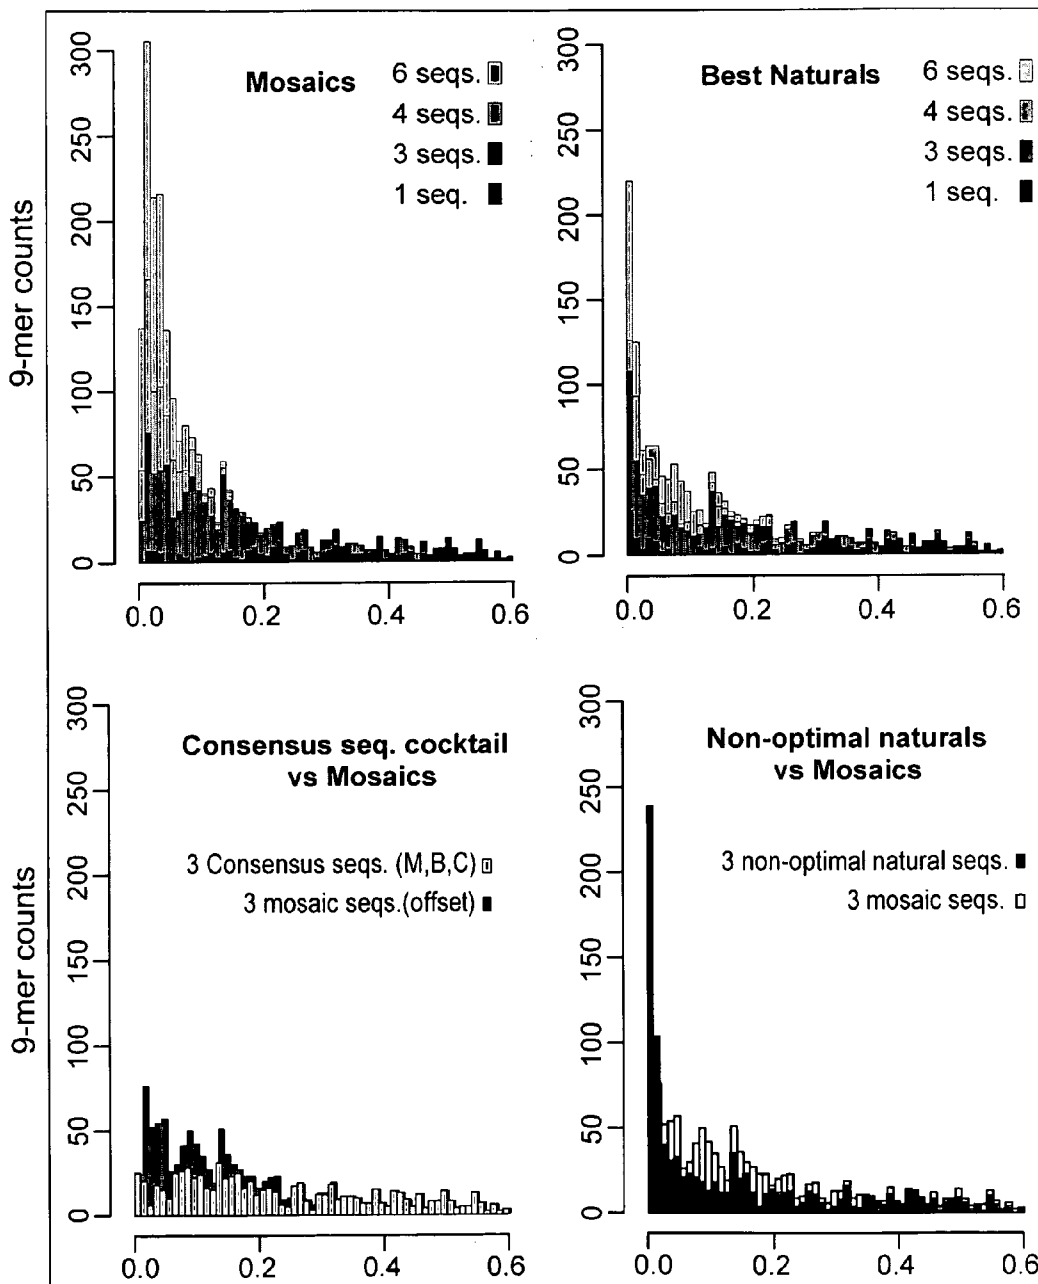 Mosaics
6 seqs.
4 seqs.
3 seqs.
1 seq.
9-mer counts
300
250
200
150
100
50
0
0.0 0.2 0.4 0.6
Best Naturals
6 seqs.
4 seqs.
3 seqs.
1 seq.
300
250
200
150
100
50
0
0.0 0.2 0.4 0.6
Consensus seq. cocktail
vs Mosaics
3 Consensus seqs. (M,B,C)
3 mosaic seqs.(offset)
9-mer counts
300
250
200
150
100
50
0
0.0 0.2 0.4 0.6
Non-optimal naturals
vs Mosaics
3 non-optimal natural seqs.
3 mosaic seqs.
300
250
200
150
100
50
0
0.0 0.2 0.4 0.6